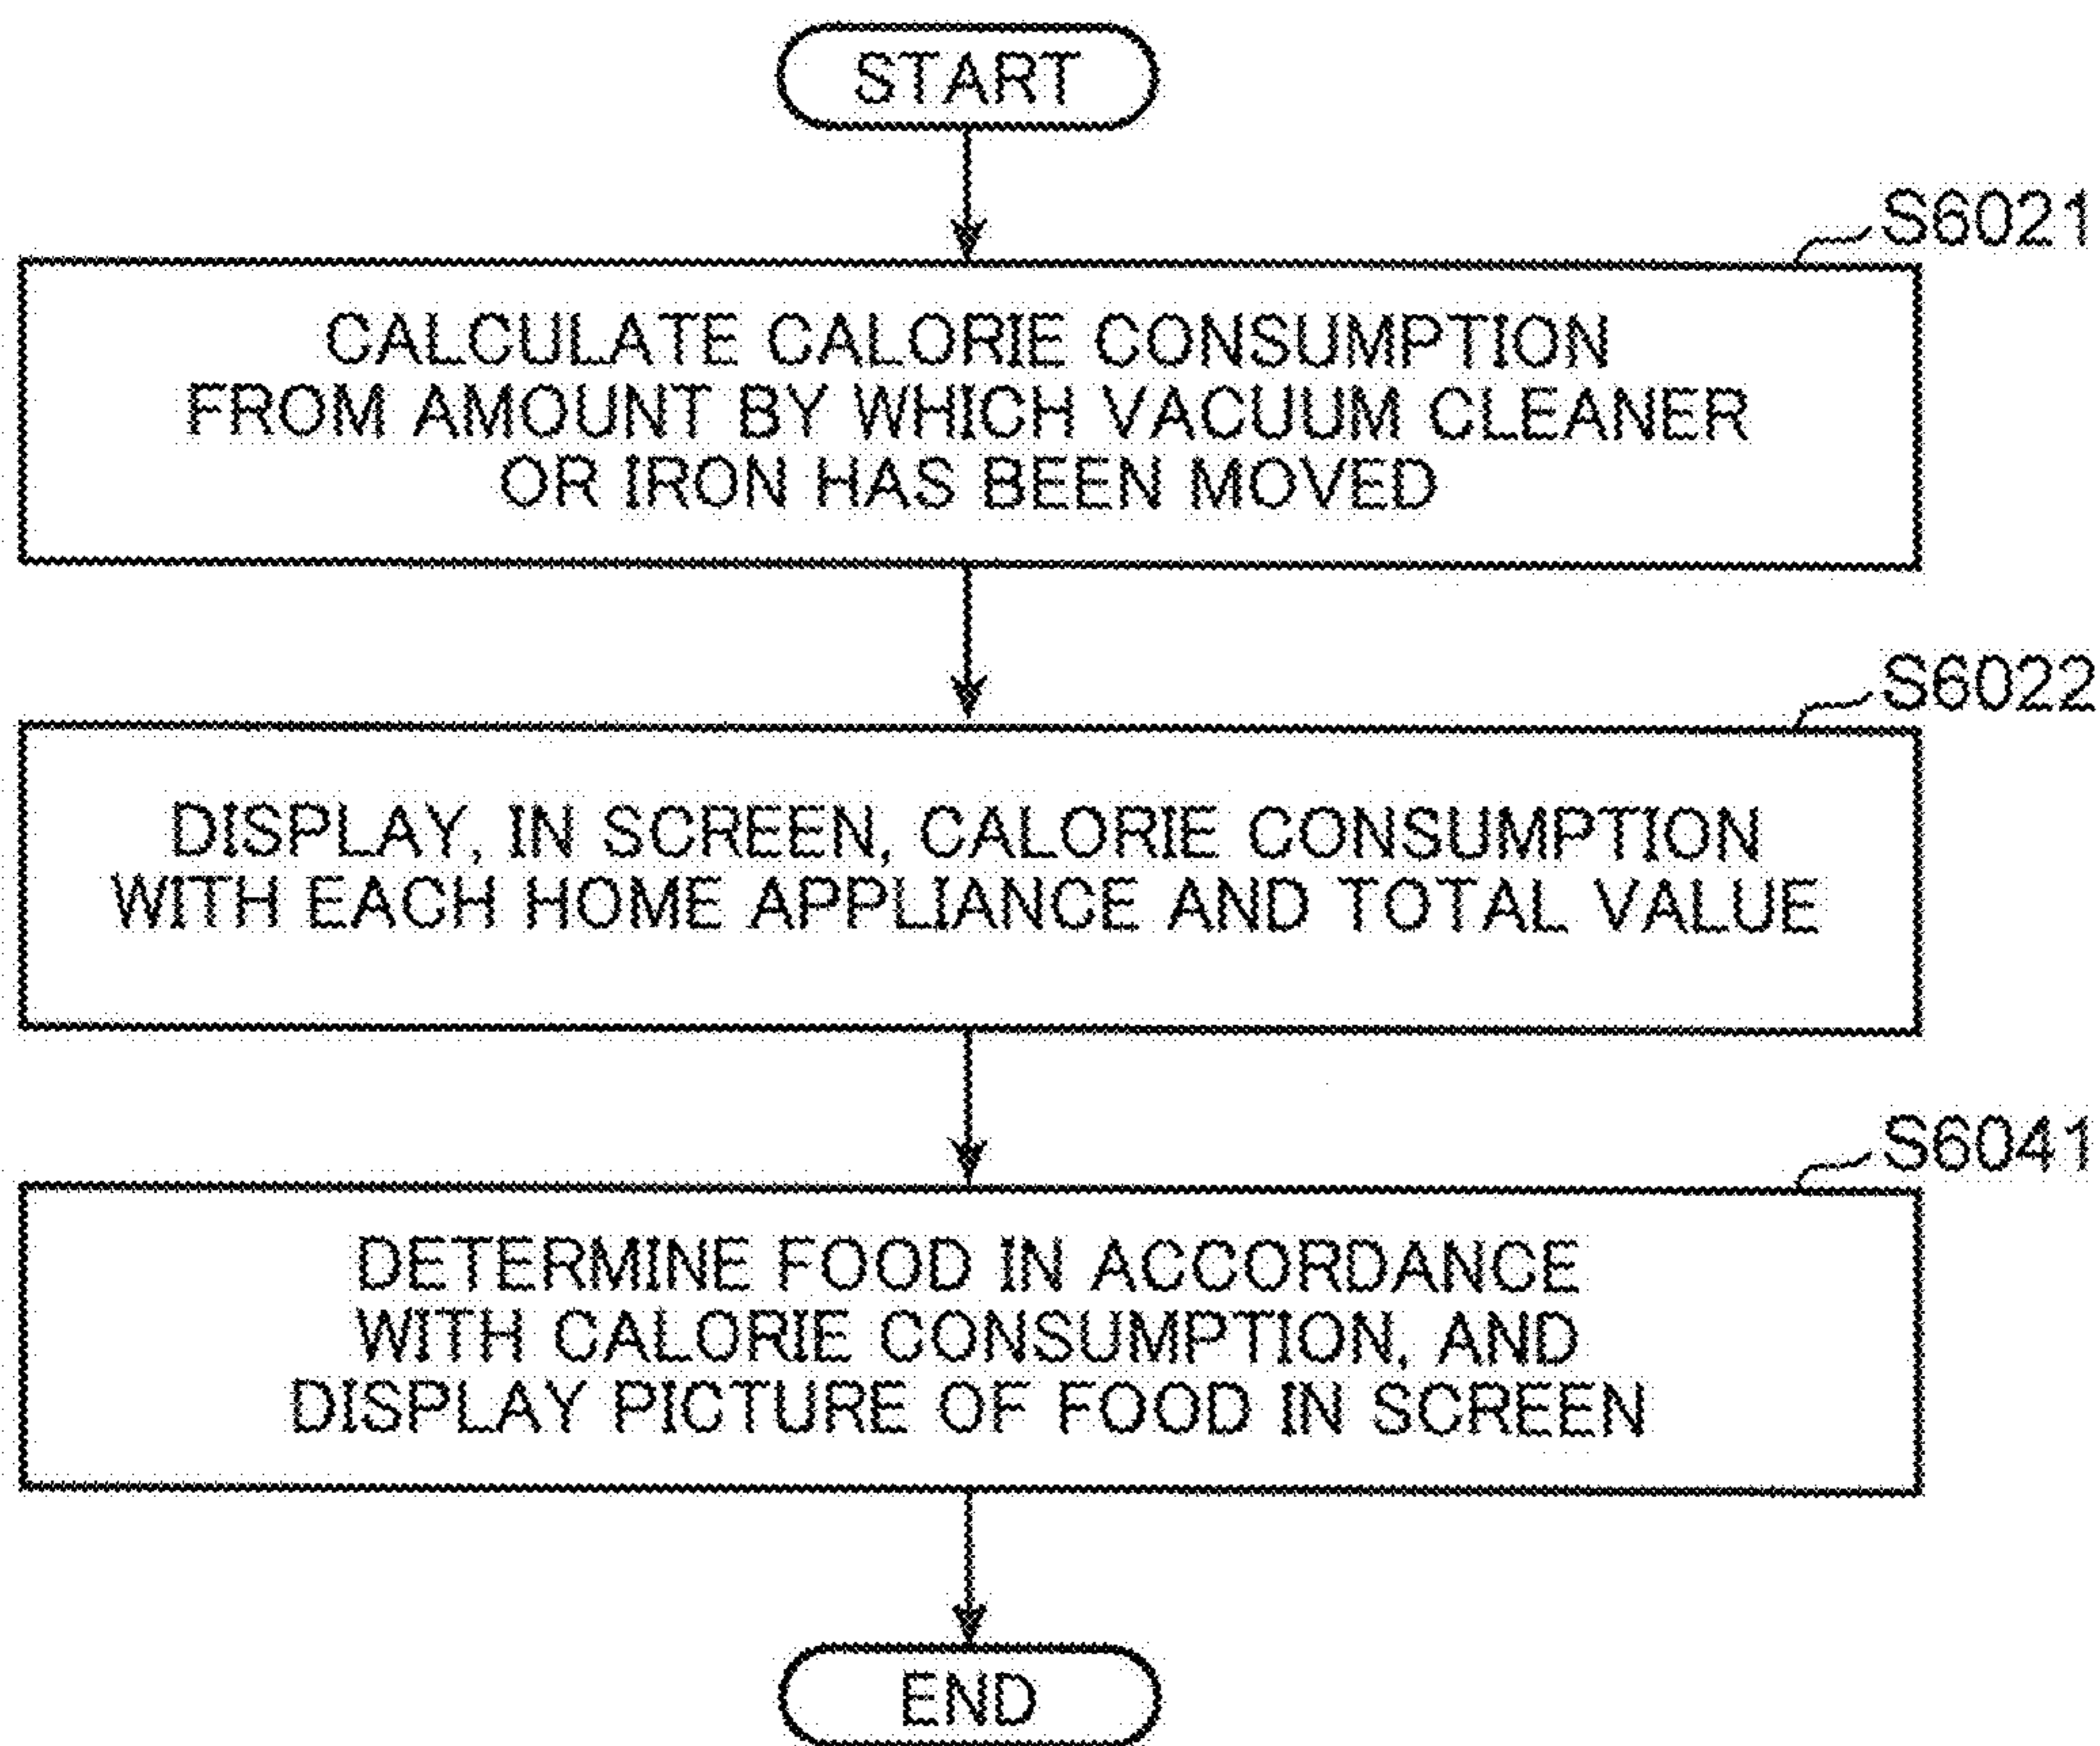 START
S6021
CALCULATE CALORIE CONSUMPTION
FROM AMOUNT BY WHICH VACUUM CLEANER
OR IRON HAS BEEN MOVED
S6022
DISPLAY, IN SCREEN, CALORIE CONSUMPTION
WITH EACH HOME APPLIANCE AND TOTAL VALUE
S6041
DETERMINE FOOD IN ACCORDANCE
WITH CALORIE CONSUMPTION, AND
DISPLAY PICTURE OF FOOD IN SCREEN
END